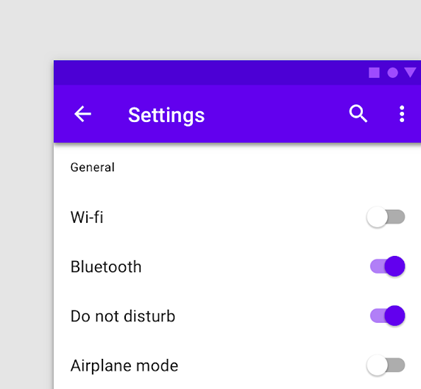 Settings
General
Wi-fi
Bluetooth
Do not disturb
Airplane mode